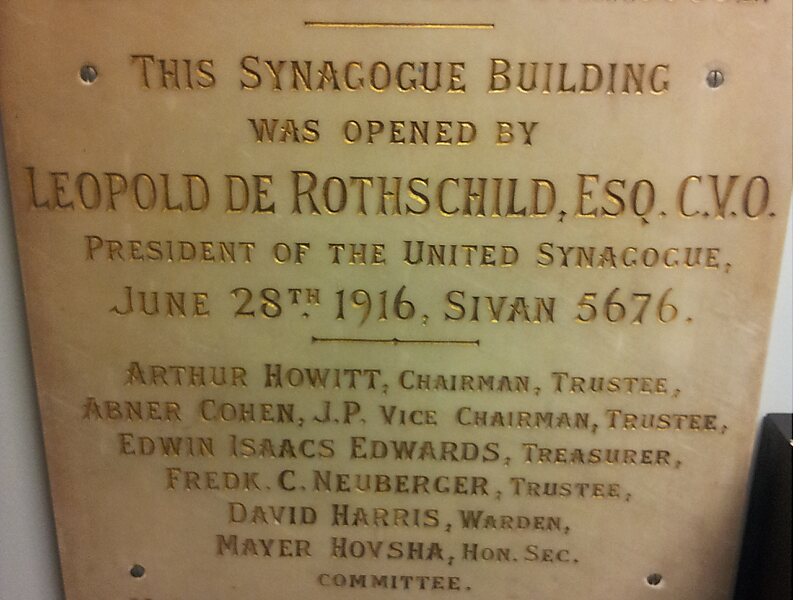 THIS SYNAGOGUE BUILDING
WAS OPENED BY
LEOPOLD DE ROTHSCHILD, ESQ. C.V.O.
PRESIDENT OF THE UNITED SYNAGOGUE,
JUNE 28TH. 1916, SIVAN 5676.
ARTHUR HOWITT, CHAIRMAN, TRUSTEE,
ABNER COHEN, J.P. VICE CHAIRMAN, TRUSTEE,
EDWIN ISAACS EDWARDS, TREASURER,
FREDK. C. NEUBERGER, TRUSTEE,
DAVID HARRIS, WARDEN,
MAYER HOVSHA, HON. SEC.
COMMITTEE.